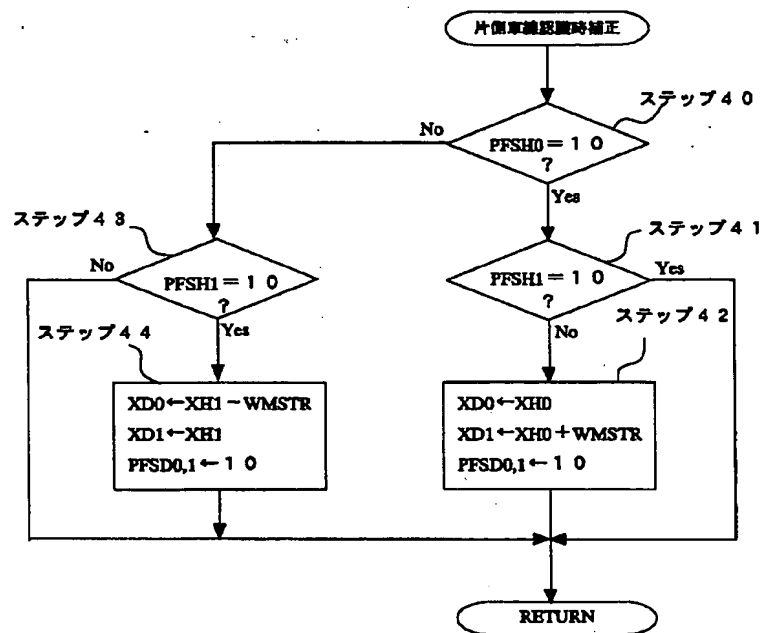 片側車線認識時補正
ステップ４０
No
PFSH0＝１０
？
Yes
ステップ４３
ステップ４１
No
PFSH1＝１０
？
Yes
PFSH1＝１０
？
Yes
No
ステップ４４
ステップ４２
XD0←XH1－WMSTR
XD1←XH1
PFSD0,1←１０
XD0←XH0
XD1←XH0＋WMSTR
PFSD0,1←１０
RETURN